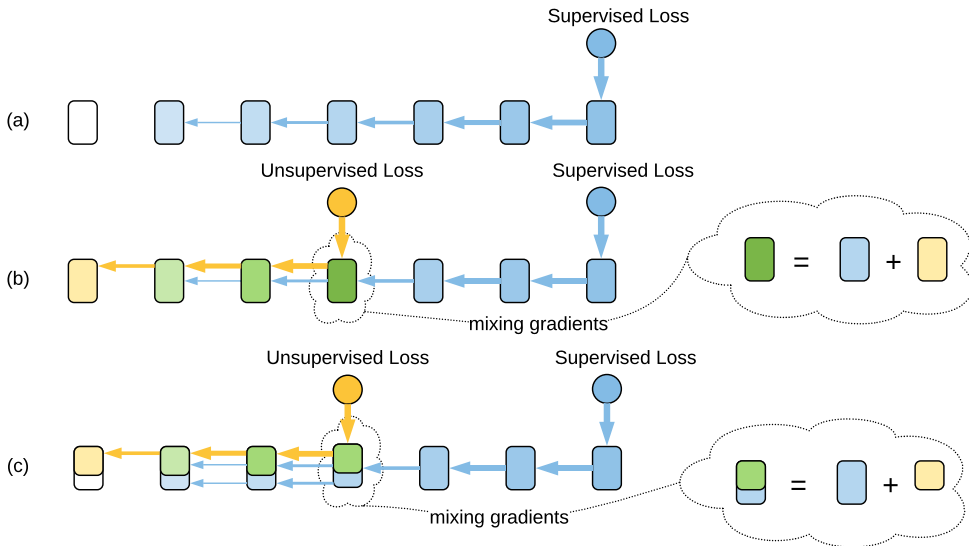 Supervised Loss
(a)
Unsupervised Loss
Supervised Loss
(b)
= +
mixing gradients
Unsupervised Loss
Supervised Loss
(c)
= +
mixing gradients